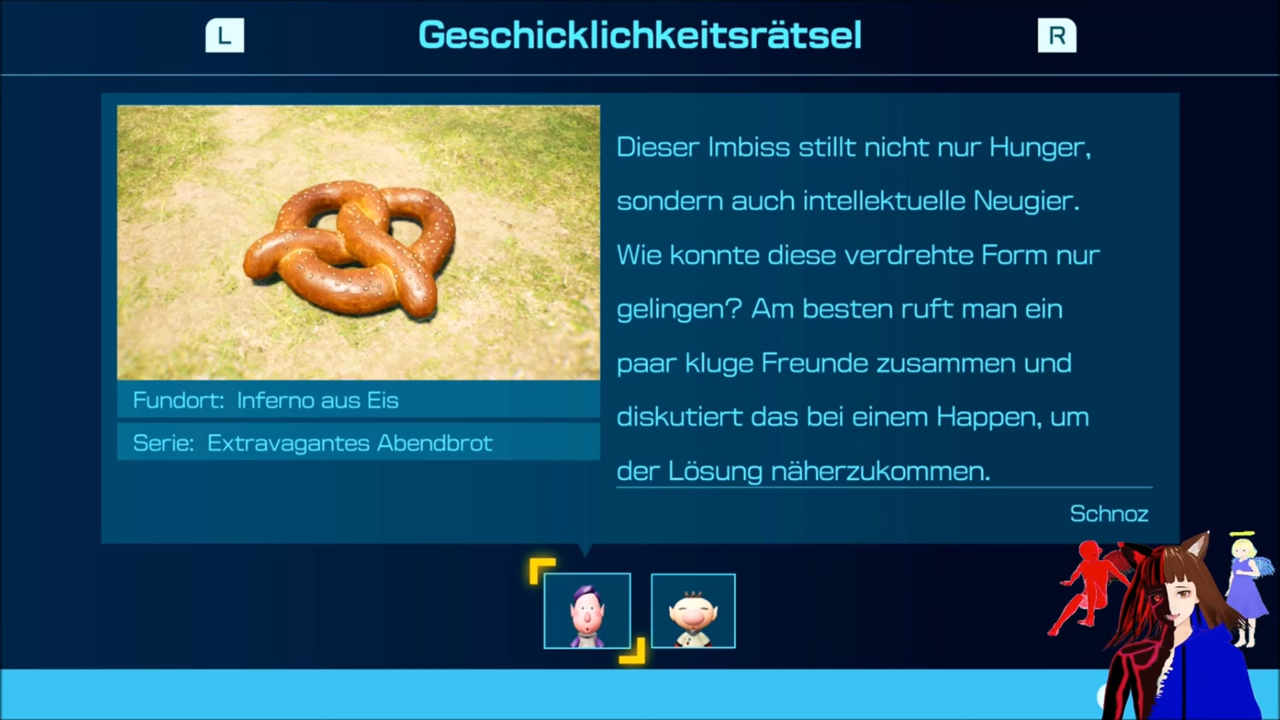 L
Geschicklichkeitsrätsel
R
Dieser Imbiss stillt nicht nur Hunger,
sondern auch intellektuelle Neugier.
Wie konnte diese verdrehte Form nur
gelingen? Am besten ruft man ein
paar kluge Freunde zusammen und
diskutiert das bei einem Happen, um
der Lösung näherzukommen.
Schnoz
Fundort: Inferno aus Eis
Serie: Extravagantes Abendbrot